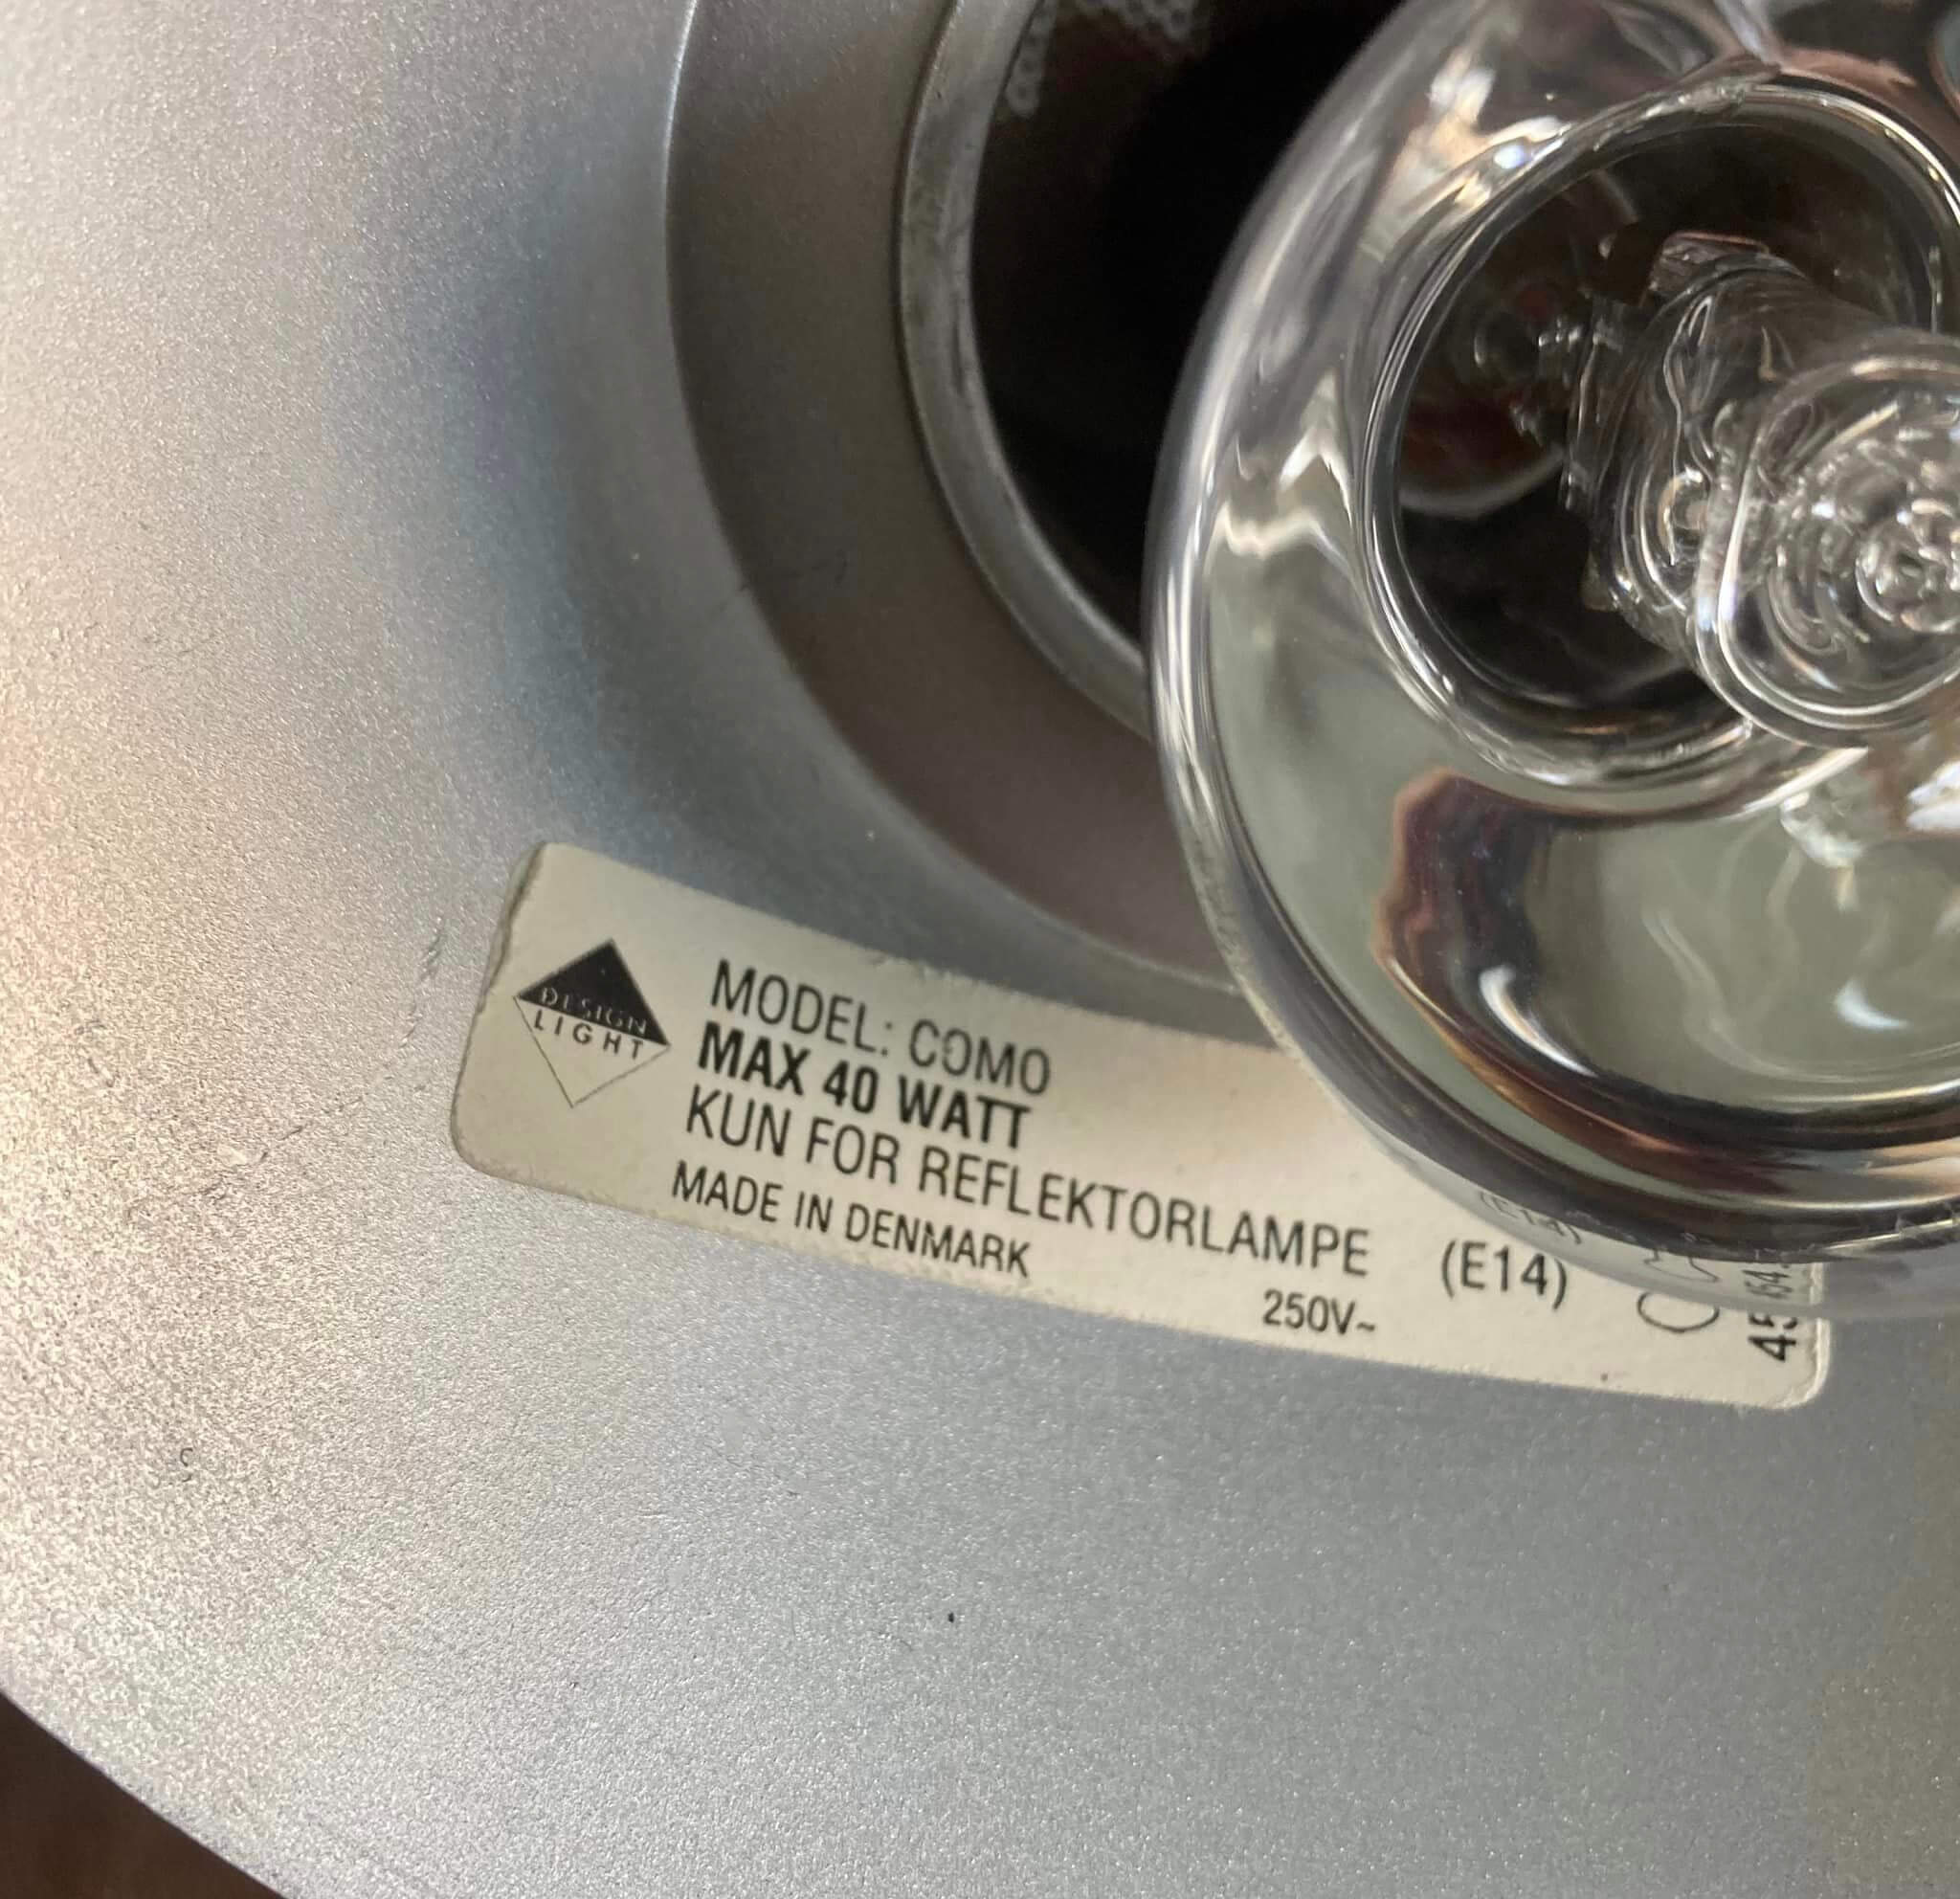 DESIGN
LIGHT
MODEL: COMO
MAX 40 WATT
KUN FOR REFLEKTORLAMPE (E14)
MADE IN DENMARK 250V~